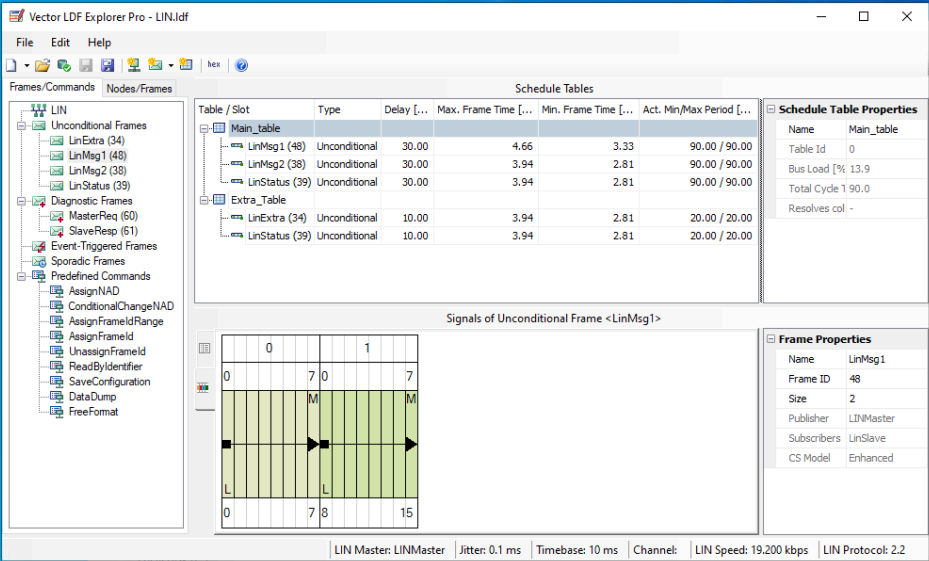 Vector LDF Explorer Pro - LIN.ldf
File Edit Help
hex
Frames/Commands Nodes/Frames
LIN
Unconditional Frames
LinExtra (34)
LinMsg1 (48)
LinMsg2 (38)
LinStatus (39)
Diagnostic Frames
MasterReq (60)
SlaveResp (61)
Event-Triggered Frames
Sporadic Frames
Predefined Commands
AssignNAD
ConditionalChangeNAD
AssignFrameIdRange
AssignFrameId
UnassignFrameId
ReadByIdentifier
SaveConfiguration
DataDump
FreeFormat
Schedule Tables
Table / Slot Type Delay [... Max. Frame Time [... Min. Frame Time [... Act. Min/Max Period [...
Main_table
LinMsg1 (48) Unconditional 30.00 4.66 3.33 90.00 / 90.00
LinMsg2 (38) Unconditional 30.00 3.94 2.81 90.00 / 90.00
LinStatus (39) Unconditional 30.00 3.94 2.81 90.00 / 90.00
Extra_Table
LinExtra (34) Unconditional 10.00 3.94 2.81 20.00 / 20.00
LinStatus (39) Unconditional 10.00 3.94 2.81 20.00 / 20.00
Schedule Table Properties
Name Main_table
Table Id 0
Bus Load [% 13.9
Total Cycle T 90.0
Resolves col -
Signals of Unconditional Frame <LinMsg1>
0 1
0 7 0 7
M M
L L
0 7 8 15
Frame Properties
Name LinMsg1
Frame ID 48
Size 2
Publisher LINMaster
Subscribers LinSlave
CS Model Enhanced
LIN Master: LINMaster Jitter: 0.1 ms Timebase: 10 ms Channel: LIN Speed: 19.200 kbps LIN Protocol: 2.2